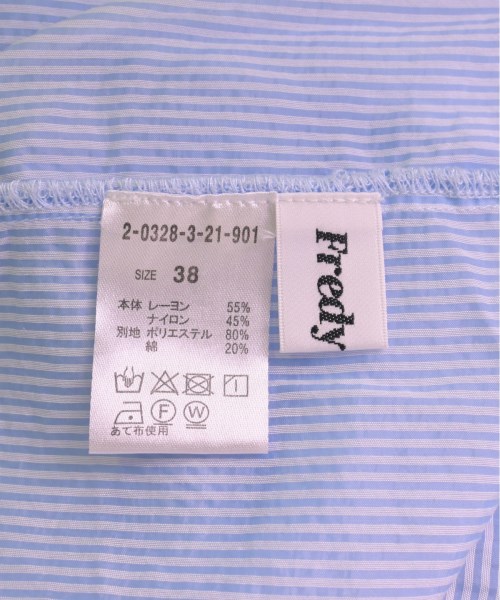 2-0328-3-21-901
SIZE 38
本体 レーヨン 55%
ナイロン 45%
別地 ポリエステル 80%
綿 20%
F W
あて布使用
Fredy